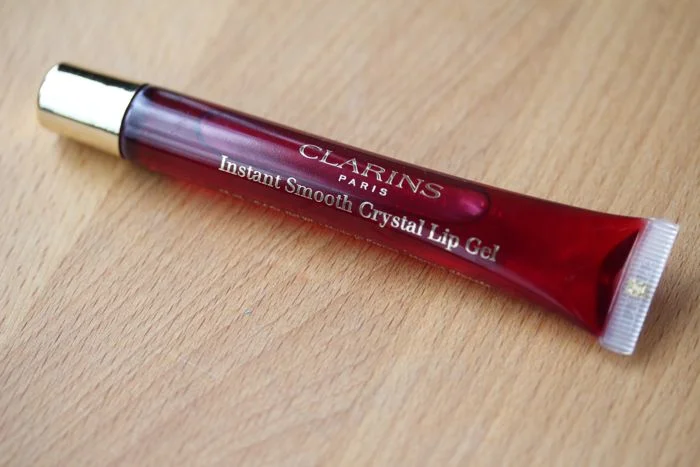 CLARINS
PARIS
Instant Smooth Crystal Lip Gel